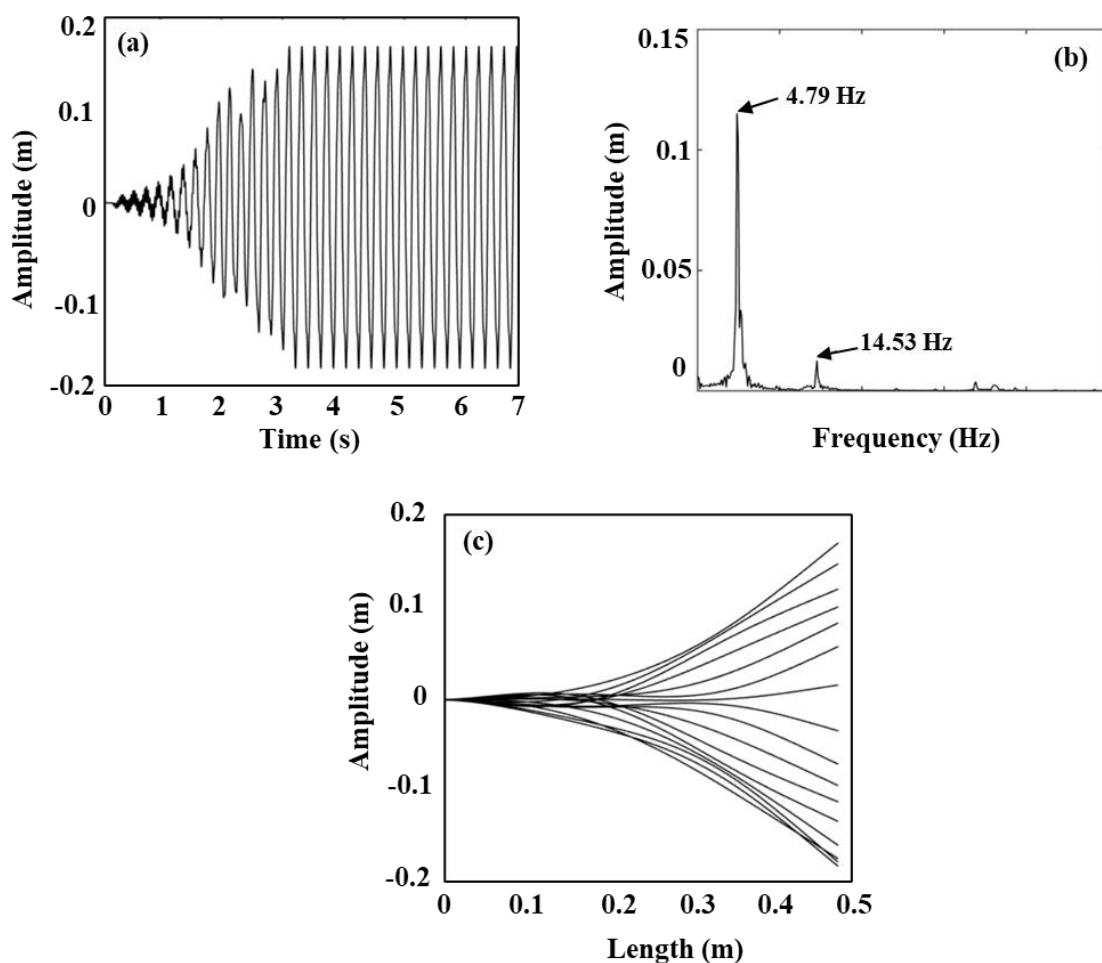 (a)
Amplitude (m)
0.2
0.1
0
-0.1
-0.2
0 1 2 3 4 5 6 7
Time (s)
(b)
Amplitude (m)
0.15
0.1
0.05
0
4.79 Hz
14.53 Hz
Frequency (Hz)
(c)
Amplitude (m)
0.2
0.1
0
-0.1
-0.2
0 0.1 0.2 0.3 0.4 0.5
Length (m)